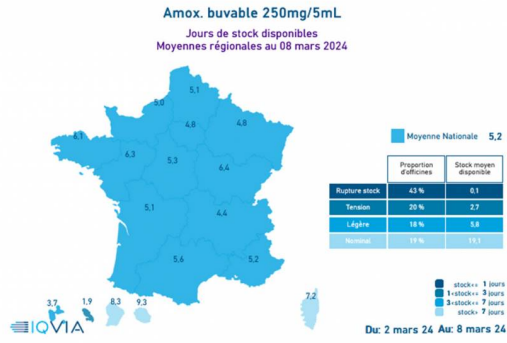 Amox. buvable 250mg/5mL
Jours de stock disponibles
Moyennes régionales au 08 mars 2024
5,1
5,0
4,8
4,8
6,1
6,3
5.3
6,4
5,1
4.4
5,6
5,2
Moyenne Nationale 5,2
Proportion d'officines
Stock moyen disponible
Rupture stock 43 % 0,1
Tension 20 % 2,7
Légère 18 % 5,8
Nominal 19 % 19,1
3,7
1,9
8,3
9,3
7,2
IQVIA
stock<= 1 jours
1<stock<= 3 jours
3<stock<= 7 jours
stock> 7 jours
Du: 2 mars 24 Au: 8 mars 24